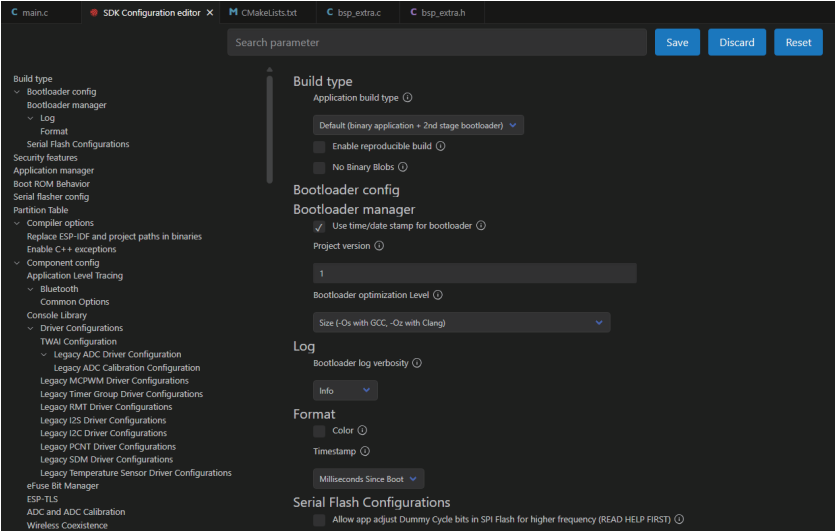 main.c
SDK Configuration editor
CMakeLists.txt
bsp_extra.c
bsp_extra.h
Search parameter
Save
Discard
Reset
Build type
Bootloader config
Bootloader manager
Log
Format
Serial Flash Configurations
Security features
Application manager
Boot ROM Behavior
Serial flasher config
Partition Table
Compiler options
Replace ESP-IDF and project paths in binaries
Enable C++ exceptions
Component config
Application Level Tracing
Bluetooth
Common Options
Console Library
Driver Configurations
TWAI Configuration
Legacy ADC Driver Configuration
Legacy ADC Calibration Configuration
Legacy MCPWM Driver Configurations
Legacy Timer Group Driver Configurations
Legacy RMT Driver Configurations
Legacy I2S Driver Configurations
Legacy I2C Driver Configurations
Legacy PCNT Driver Configurations
Legacy SDM Driver Configurations
Legacy Temperature Sensor Driver Configurations
eFuse Bit Manager
ESP-TLS
ADC and ADC Calibration
Wireless Coexistence
Build type
Application build type
Default (binary application + 2nd stage bootloader)
Enable reproducible build
No Binary Blobs
Bootloader config
Bootloader manager
Use time/date stamp for bootloader
Project version
1
Bootloader optimization Level
Size (-Os with GCC, -Oz with Clang)
Log
Bootloader log verbosity
Info
Format
Color
Timestamp
Milliseconds Since Boot
Serial Flash Configurations
Allow app adjust Dummy Cycle bits in SPI Flash for higher frequency (READ HELP FIRST)